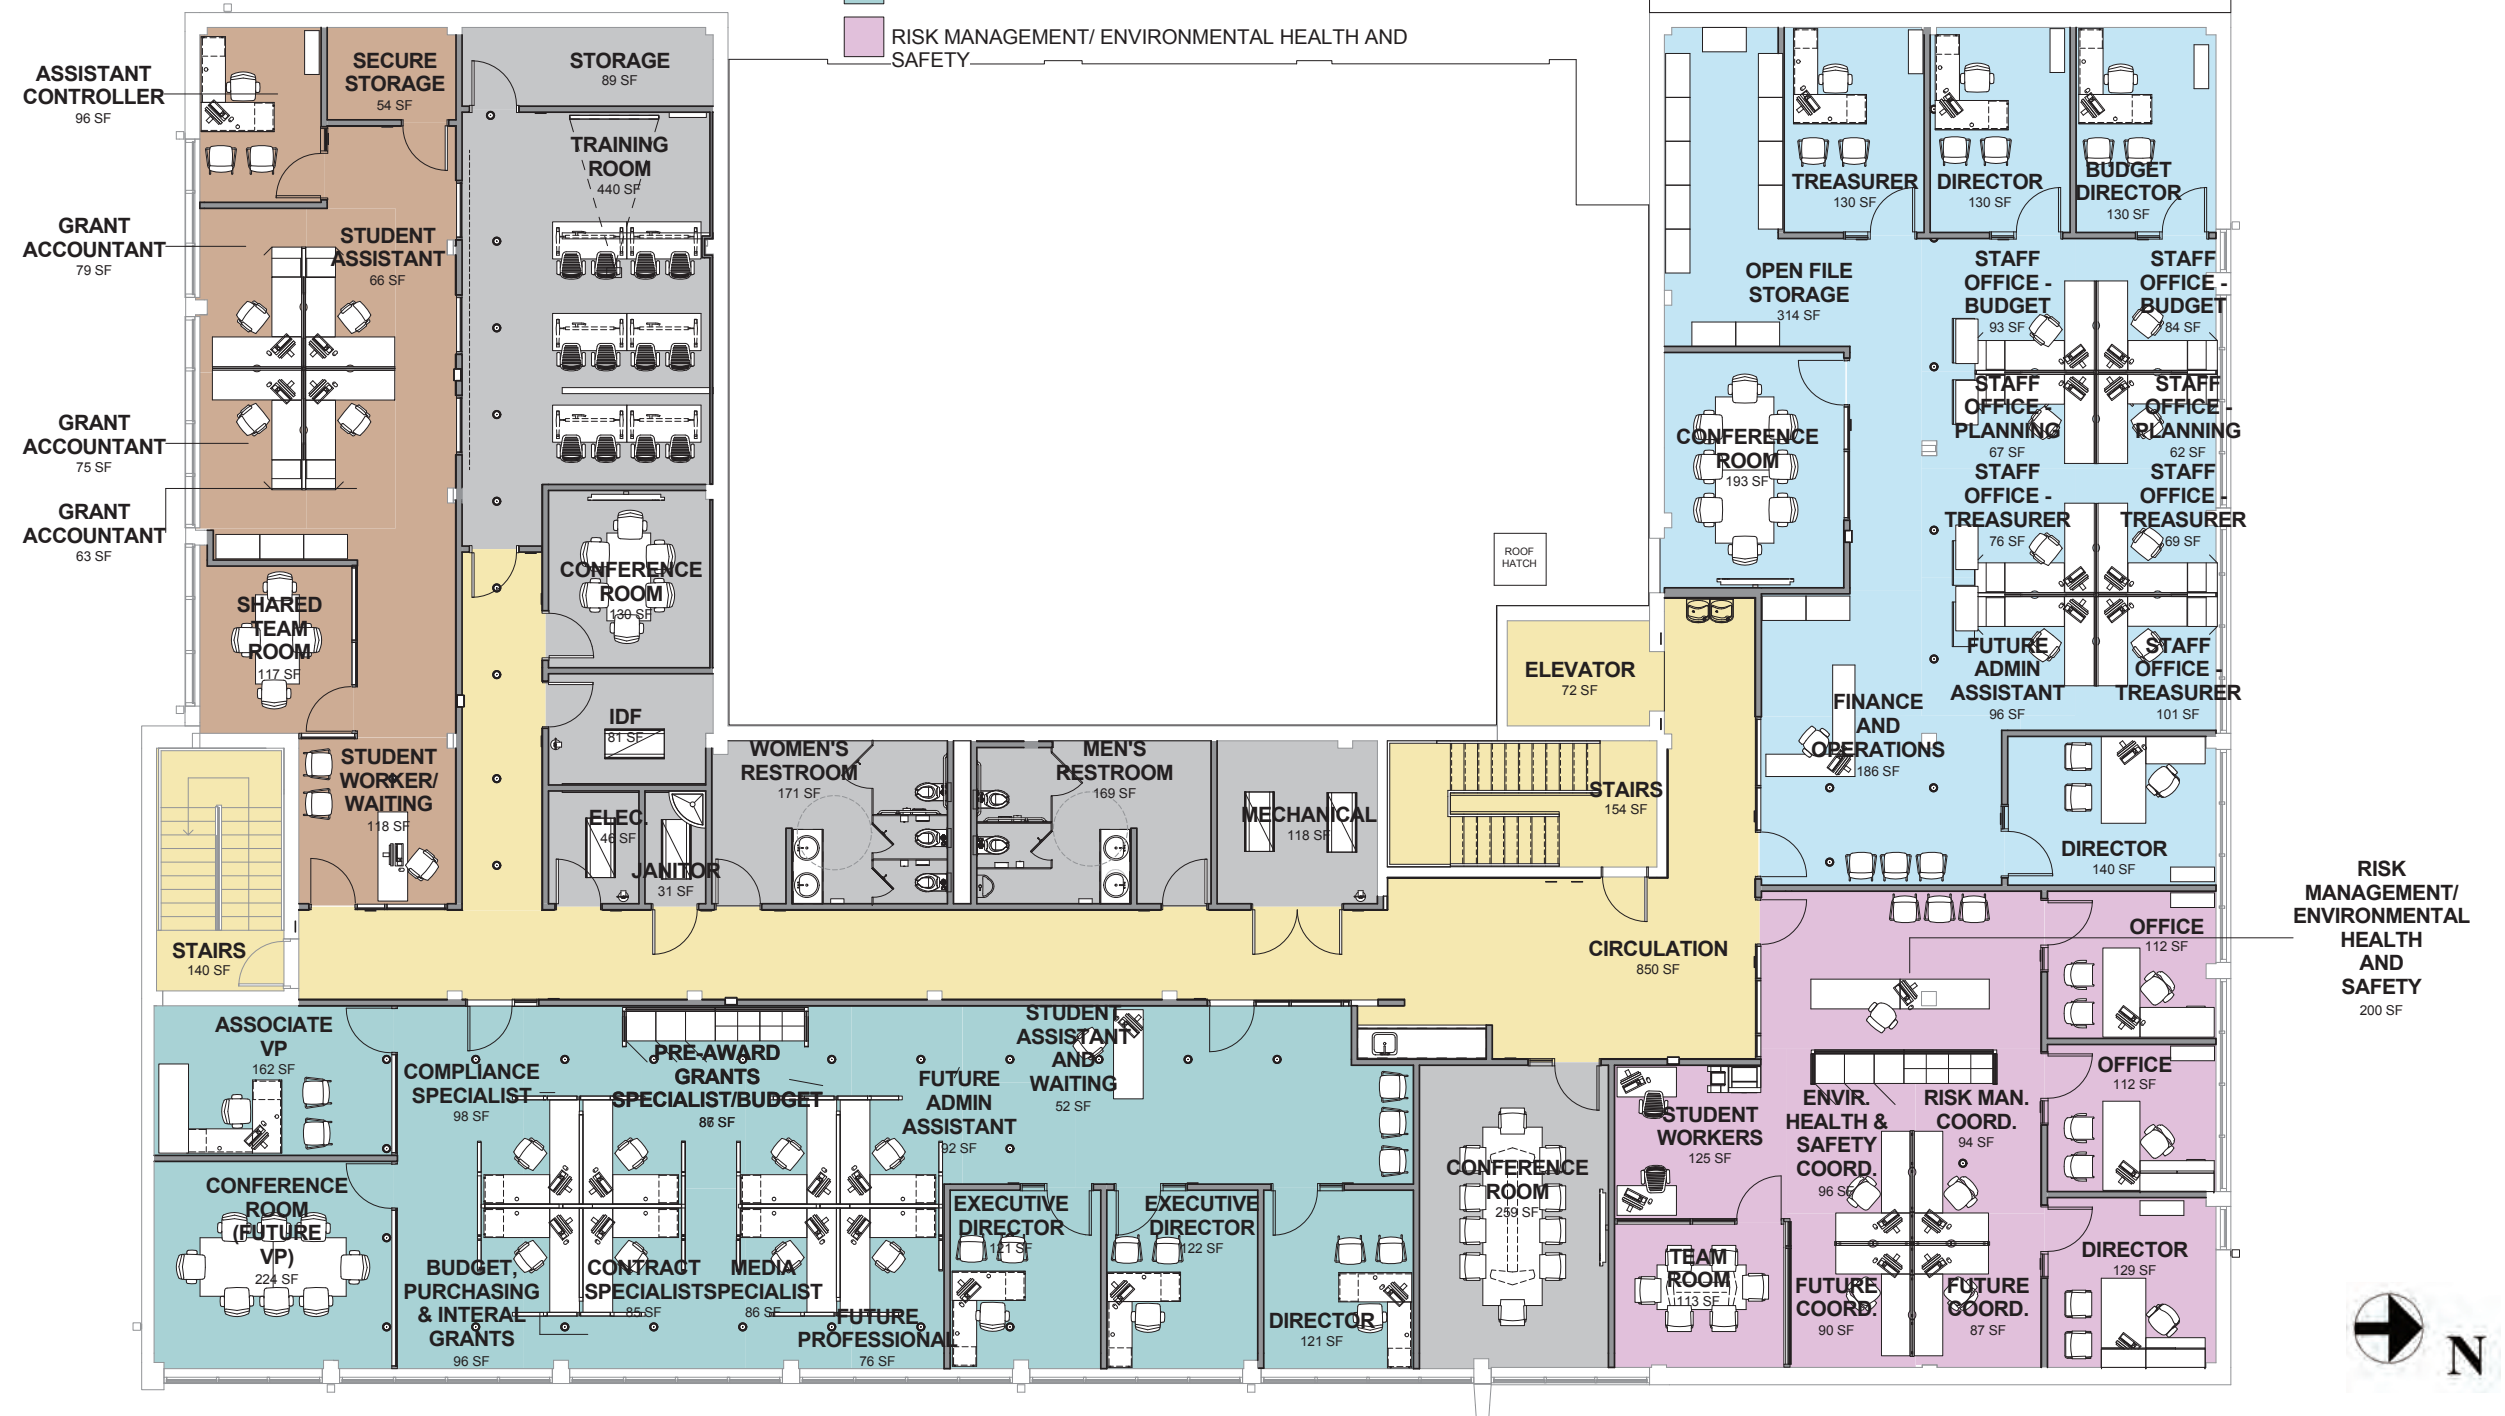 RISK MANAGEMENT/ ENVIRONMENTAL HEALTH AND
SAFETY
ASSISTANT
CONTROLLER
96 SF
SECURE
STORAGE
54 SF
STORAGE
89 SF
TRAINING
ROOM
440 SF
TREASURER
130 SF
DIRECTOR
130 SF
BUDGET
DIRECTOR
130 SF
GRANT
ACCOUNTANT
79 SF
STUDENT
ASSISTANT
66 SF
OPEN FILE
STORAGE
314 SF
STAFF
OFFICE -
BUDGET
93 SF
STAFF
OFFICE -
BUDGET
84 SF
GRANT
ACCOUNTANT
75 SF
GRANT
ACCOUNTANT
63 SF
CONFERENCE
ROOM
193 SF
STAFF
OFFICE -
PLANNING
67 SF
STAFF
OFFICE -
PLANNING
62 SF
STAFF
OFFICE -
TREASURER
76 SF
STAFF
OFFICE -
TREASURER
69 SF
ROOF
HATCH
CONFERENCE
ROOM
130 SF
SHARED
TEAM
ROOM
117 SF
ELEVATOR
72 SF
FUTURE
ADMIN
ASSISTANT
96 SF
STAFF
OFFICE -
TREASURER
101 SF
IDF
81 SF
FINANCE
AND
OPERATIONS
186 SF
STUDENT
WORKER/
WAITING
118 SF
WOMEN'S
RESTROOM
171 SF
MEN'S
RESTROOM
169 SF
MECHANICAL
118 SF
STAIRS
154 SF
ELEC.
46 SF
JANITOR
31 SF
DIRECTOR
140 SF
RISK
MANAGEMENT/
ENVIRONMENTAL
HEALTH
AND
SAFETY
200 SF
STAIRS
140 SF
CIRCULATION
850 SF
OFFICE
112 SF
ASSOCIATE
VP
162 SF
COMPLIANCE
SPECIALIST
98 SF
PRE-AWARD
GRANTS
SPECIALIST/BUDGET
STUDENT
ASSISTANT
AND
WAITING
52 SF
FUTURE
ADMIN
ASSISTANT
92 SF
OFFICE
112 SF
STUDENT
WORKERS
125 SF
ENVIR.
HEALTH &
SAFETY
COORD.
96 SF
RISK MAN.
COORD.
94 SF
CONFERENCE
ROOM
(FUTURE
VP)
224 SF
CONFERENCE
ROOM
259 SF
EXECUTIVE
DIRECTOR
121 SF
EXECUTIVE
DIRECTOR
122 SF
DIRECTOR
121 SF
BUDGET,
PURCHASING
& INTERAL
GRANTS
96 SF
CONTRACT
SPECIALISTS
85 SF
MEDIA
SPECIALIST
86 SF
FUTURE
PROFESSIONAL
76 SF
TEAM
ROOM
113 SF
FUTURE
COORD.
90 SF
FUTURE
COORD.
87 SF
DIRECTOR
129 SF
N